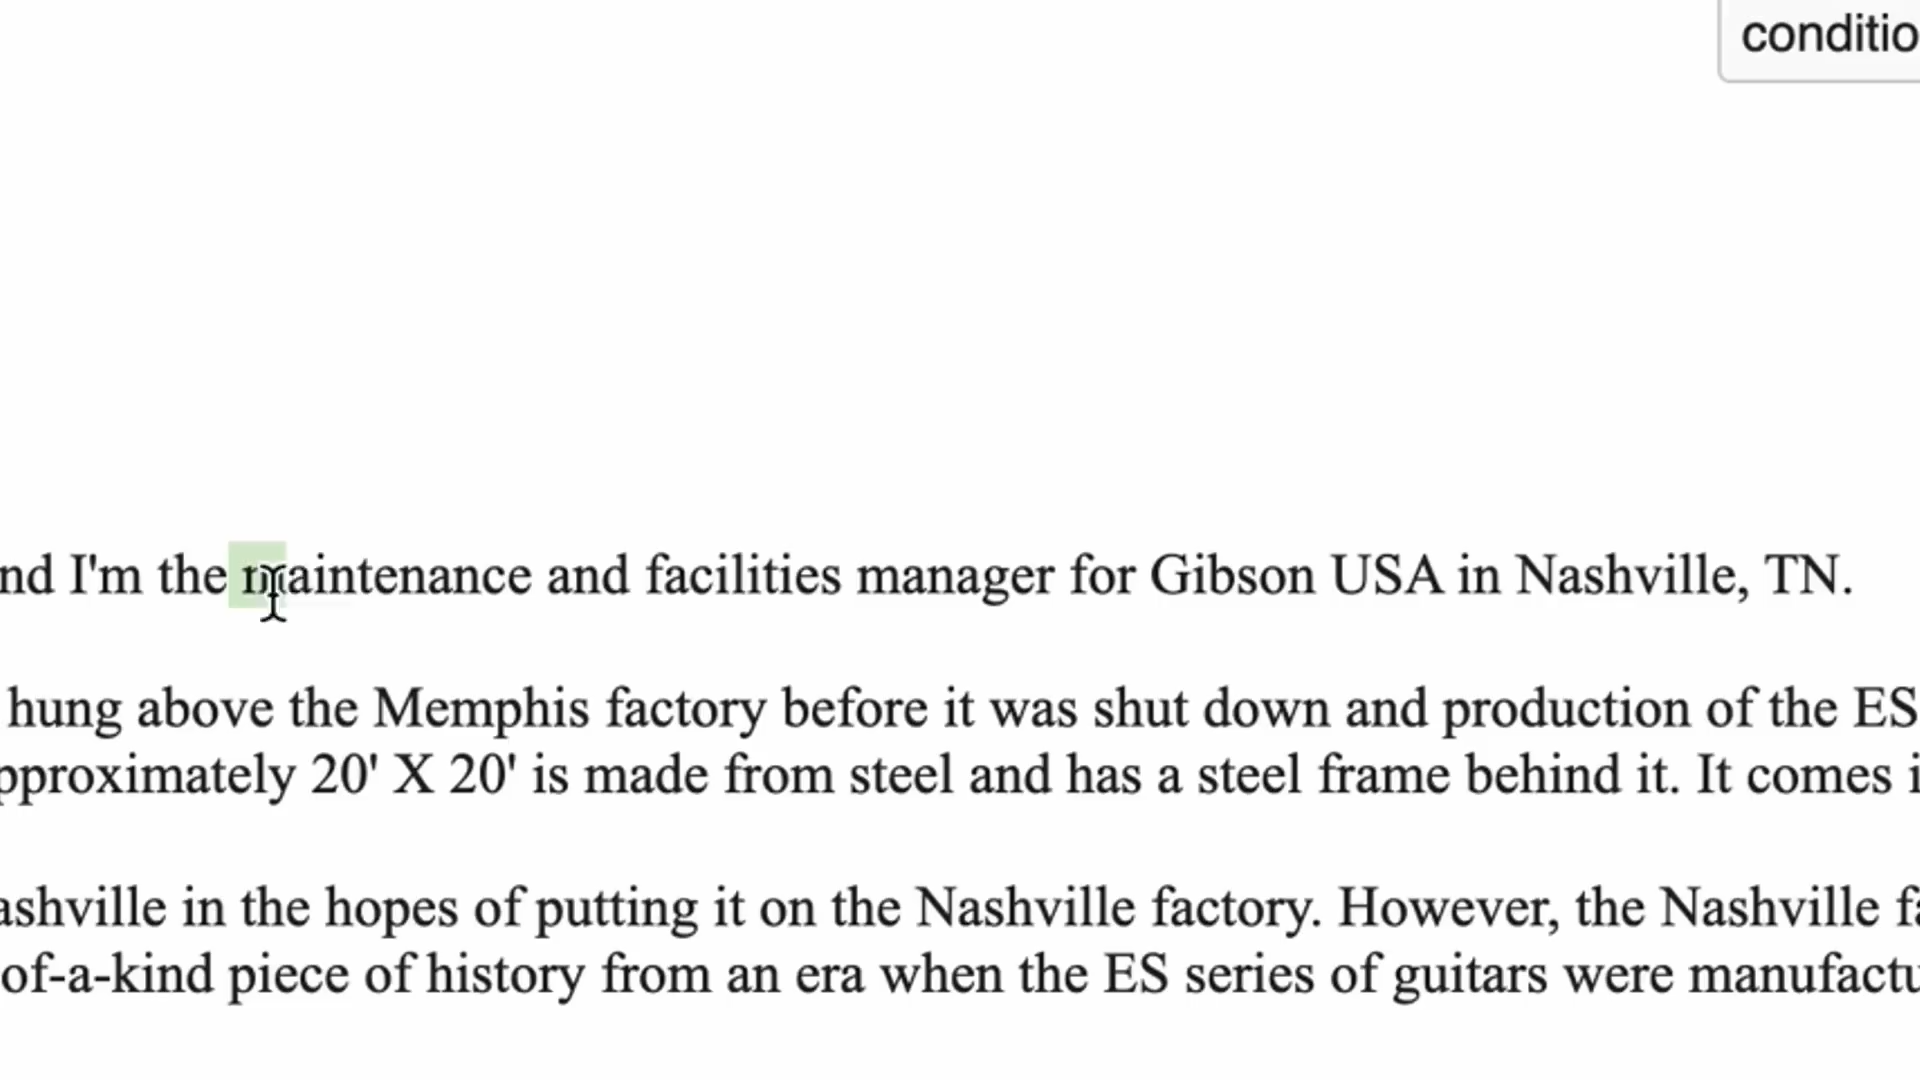 conditio
nd I'm the maintenance and facilities manager for Gibson USA in Nashville, TN.
hung above the Memphis factory before it was shut down and production of the ES
pproximately 20' X 20' is made from steel and has a steel frame behind it. It comes i
ashville in the hopes of putting it on the Nashville factory. However, the Nashville fa
of-a-kind piece of history from an era when the ES series of guitars were manufactu